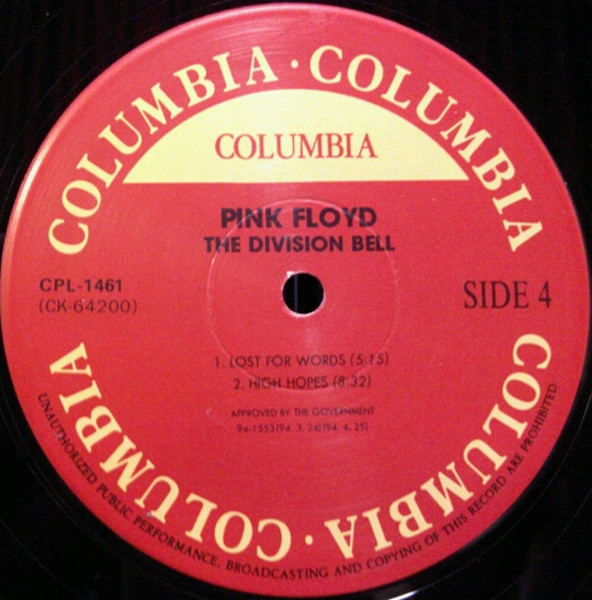 COLUMBIA · COLUMBIA
COLUMBIA
PINK FLOYD
THE DIVISION BELL
CPL-1461
(CK-64200)
SIDE 4
1. LOST FOR WORDS (5:15)
2. HIGH HOPES (8:32)
APPROVED BY THE GOVERNMENT
94-1553(94. 3. 24)(94. 4. 25)
COLUMBIA · COLUMBIA
UNAUTHORIZED PUBLIC PERFORMANCE, BROADCASTING AND COPYING OF THIS RECORD ARE PROHIBITED.